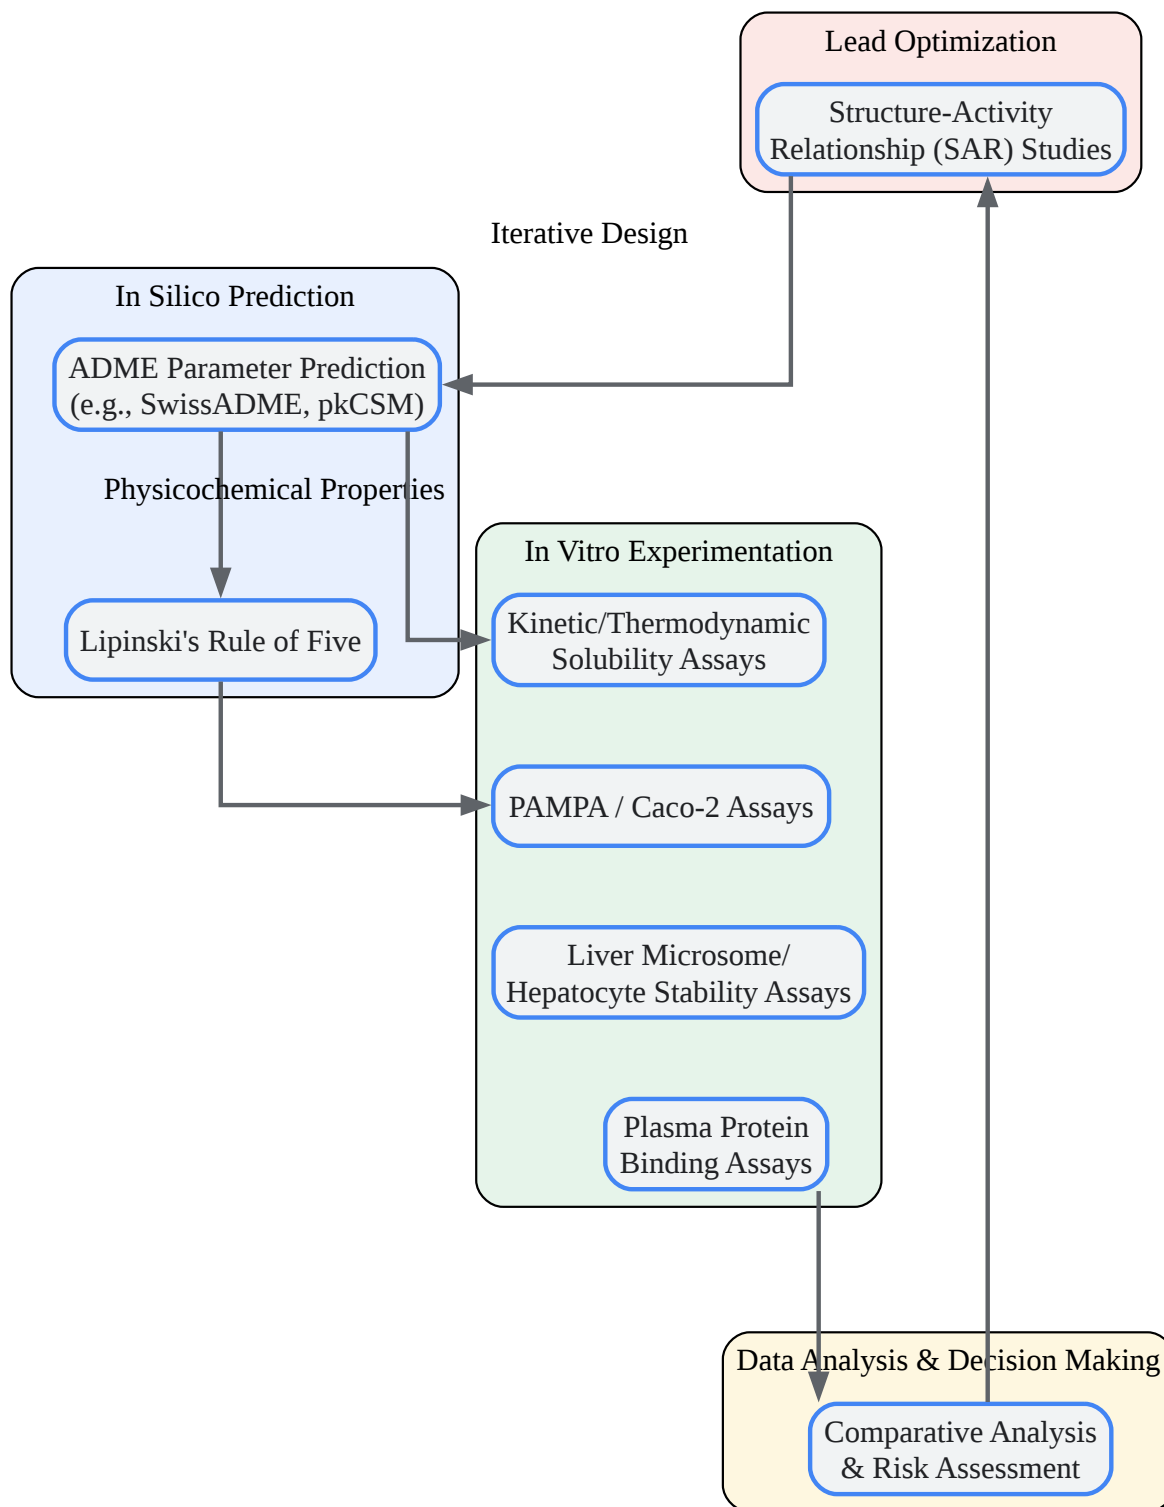 Lead Optimization
Structure-Activity
Relationship (SAR) Studies
Iterative Design
In Silico Prediction
ADME Parameter Prediction
(e.g., SwissADME, pkCSM)
Physicochemical Properties
Lipinski's Rule of Five
In Vitro Experimentation
Kinetic/Thermodynamic
Solubility Assays
PAMPA / Caco-2 Assays
Liver Microsome/
Hepatocyte Stability Assays
Plasma Protein
Binding Assays
Data Analysis & Decision Making
Comparative Analysis
& Risk Assessment